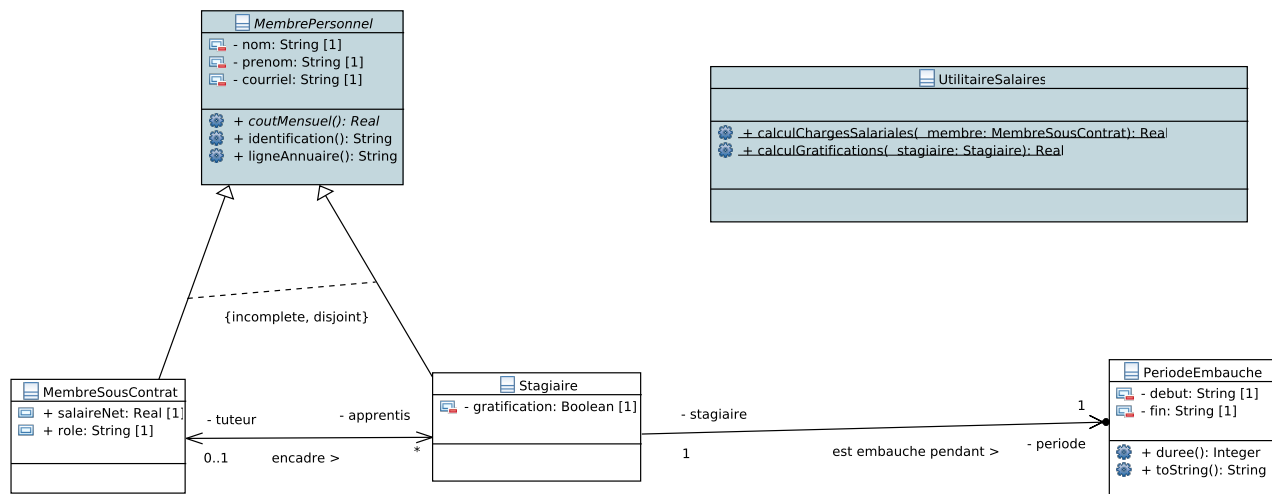 MembrePersonnel
- nom: String [1]
- prenom: String [1]
- courriel: String [1]
+ coutMensuel(): Real
+ identification(): String
+ ligneAnnuaire(): String
UtilitaireSalaires
+ calculChargesSalariales( membre: MembreSousContrat): Real
+ calculGratifications( stagiaire: Stagiaire): Real
{incomplete, disjoint}
MembreSousContrat
+ salaireNet: Real [1]
+ role: String [1]
- tuteur
- apprentis
0..1
encadre >
*
Stagiaire
- gratification: Boolean [1]
- stagiaire
1
1
est embauche pendant >
- periode
PeriodeEmbauche
- debut: String [1]
- fin: String [1]
+ duree(): Integer
+ toString(): String